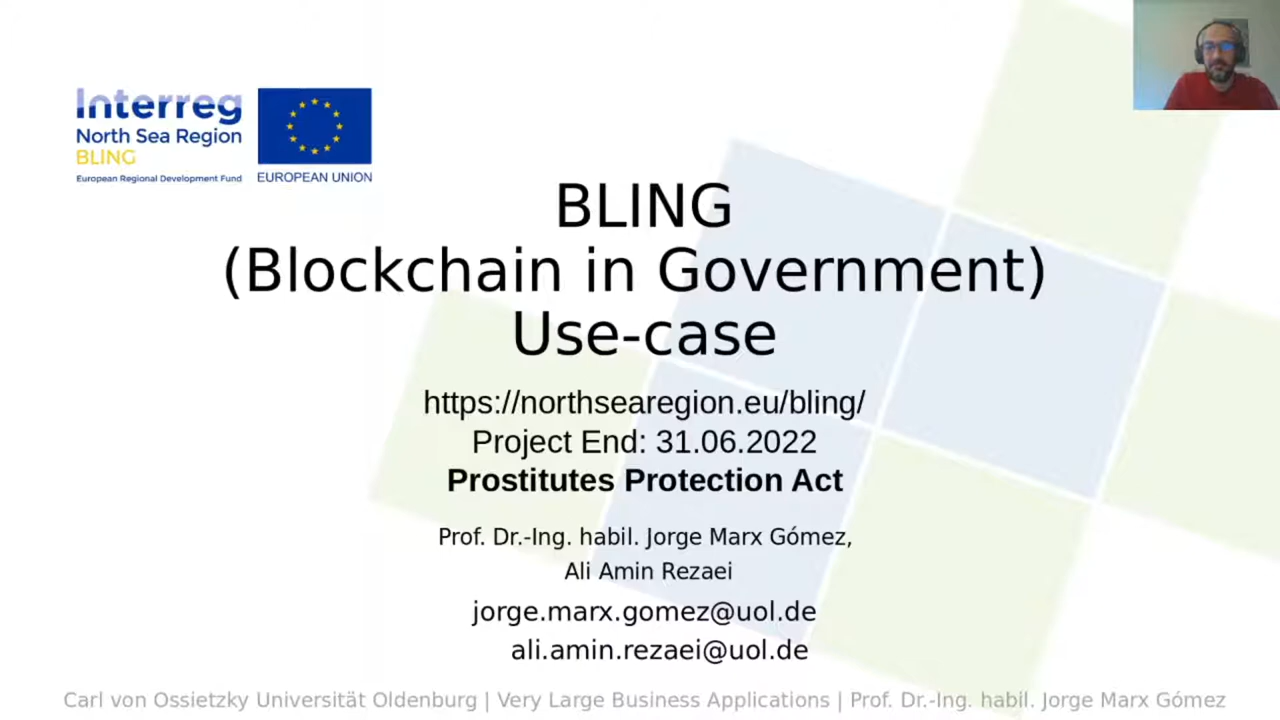 Interreg
North Sea Region
BLING
European Regional Development Fund
EUROPEAN UNION
BLING
(Blockchain in Government)
Use-case
https://northsearegion.eu/bling/
Project End: 31.06.2022
Prostitutes Protection Act
Prof. Dr.-Ing. habil. Jorge Marx Gómez,
Ali Amin Rezaei
jorge.marx.gomez@uol.de
ali.amin.rezaei@uol.de
Carl von Ossietzky Universität Oldenburg | Very Large Business Applications | Prof. Dr.-Ing. habil. Jorge Marx Gómez